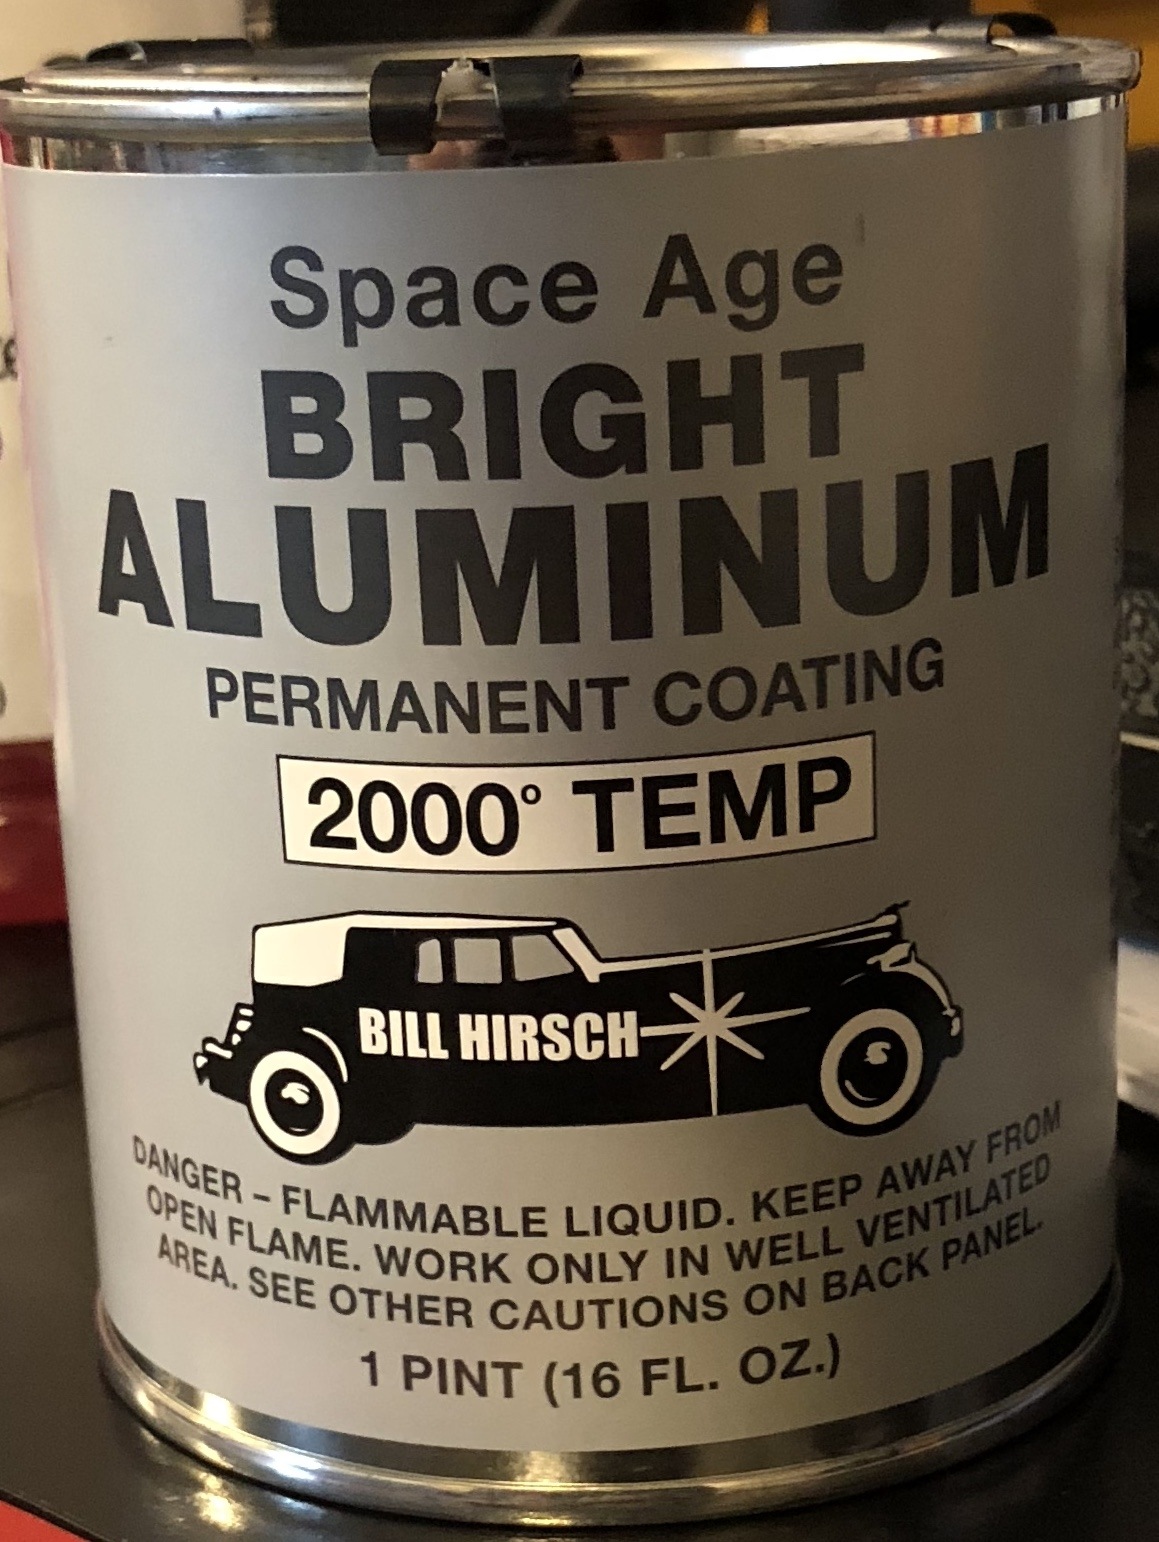 Space Age
BRIGHT
ALUMINUM
PERMANENT COATING
2000° TEMP
BILL HIRSCH
DANGER – FLAMMABLE LIQUID. KEEP AWAY FROM
OPEN FLAME. WORK ONLY IN WELL VENTILATED
AREA. SEE OTHER CAUTIONS ON BACK PANEL.
1 PINT (16 FL. OZ.)